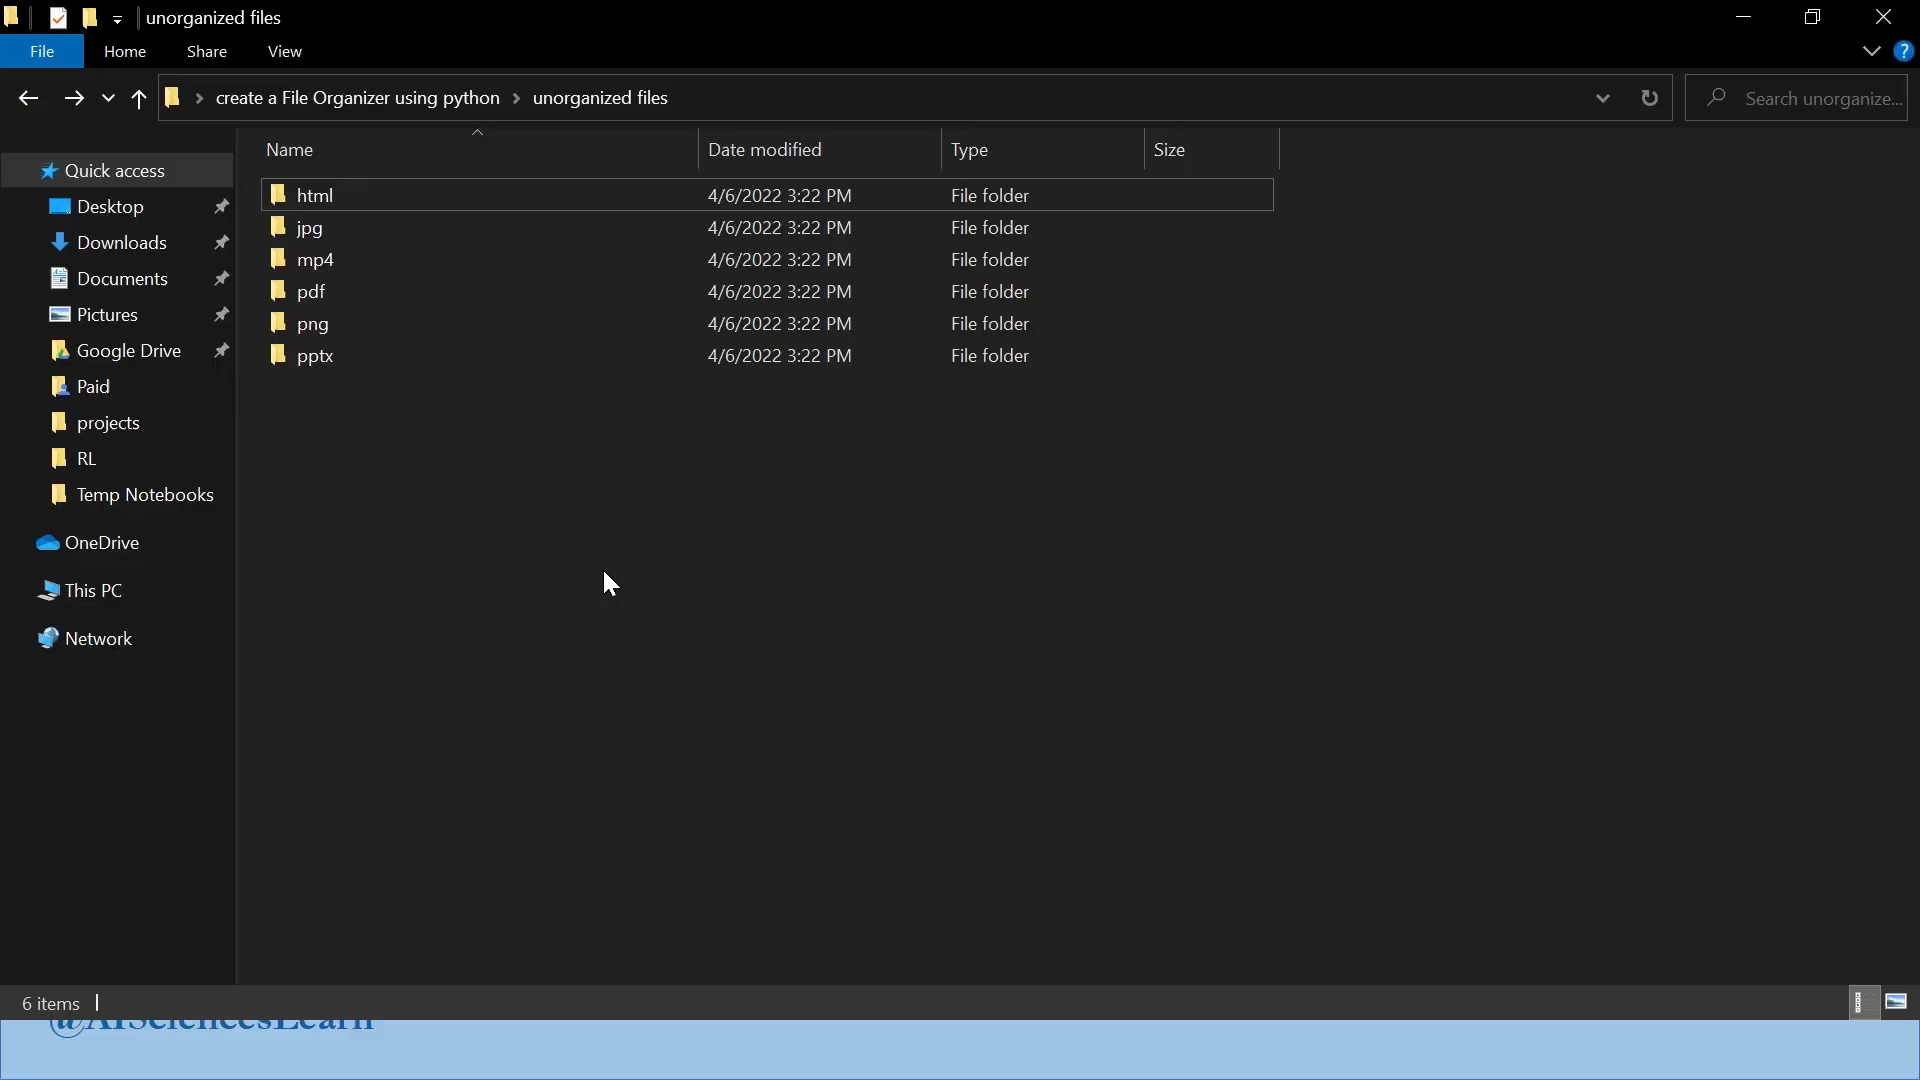 unorganized files
File Home Share View
create a File Organizer using python > unorganized files
Search unorganize...
Name Date modified Type Size
Quick access
Desktop
Downloads
Documents
Pictures
Google Drive
Paid
projects
RL
Temp Notebooks
OneDrive
This PC
Network
html 4/6/2022 3:22 PM File folder
jpg 4/6/2022 3:22 PM File folder
mp4 4/6/2022 3:22 PM File folder
pdf 4/6/2022 3:22 PM File folder
png 4/6/2022 3:22 PM File folder
pptx 4/6/2022 3:22 PM File folder
6 items
@AISciencesLearn